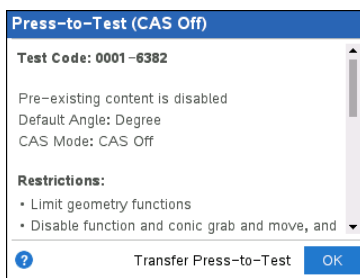 Press-to-Test (CAS Off)
Test Code: 0001-6382
Pre-existing content is disabled
Default Angle: Degree
CAS Mode: CAS Off
Restrictions:
• Limit geometry functions
• Disable function and conic grab and move, and
? Transfer Press-to-Test OK